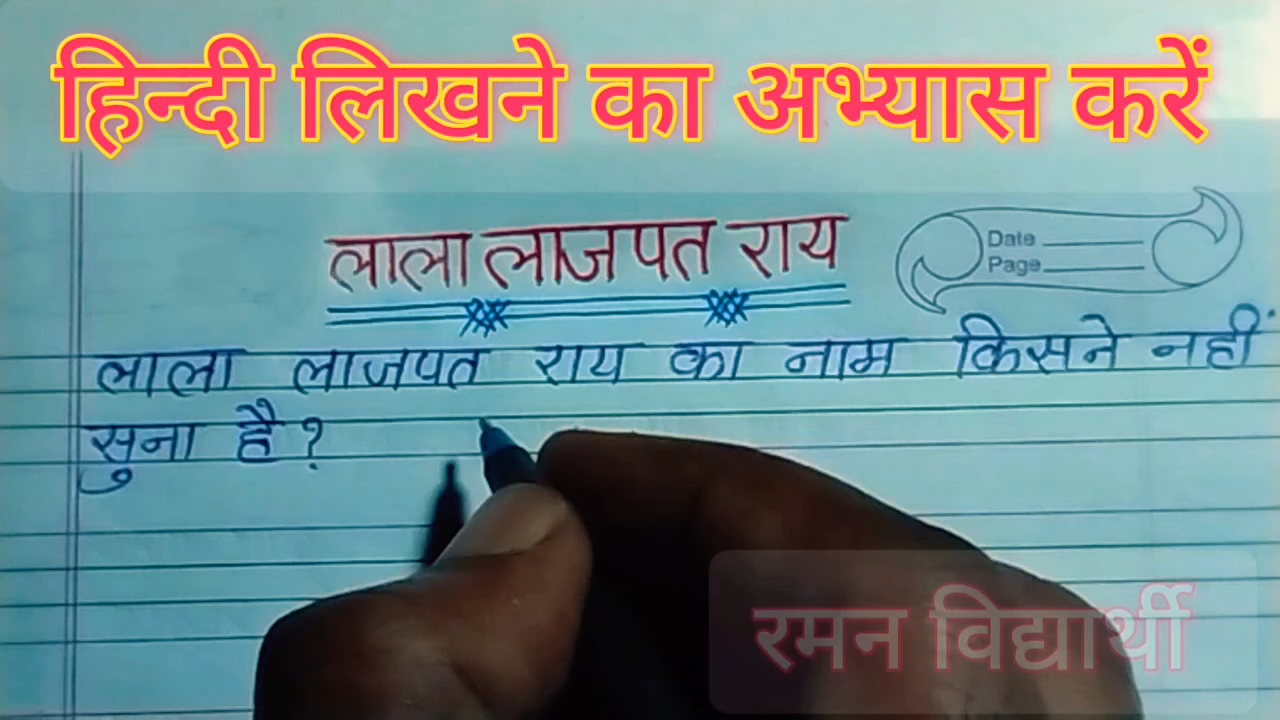 हिन्दी लिखने का अभ्यास करें
लाला लाजपत राय
Date
Page
लाला लाजपत राय का नाम किसने नहीं
सुना है?
रमन विद्यार्थी